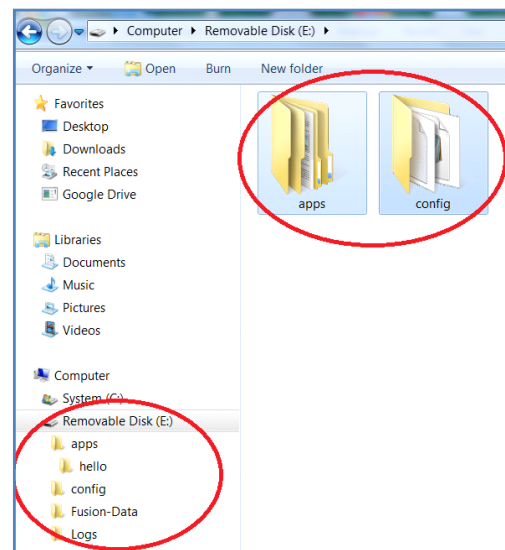 Computer Removable Disk (E:)
Organize Open Burn New folder
Favorites
Desktop
Downloads
Recent Places
Google Drive
Libraries
Documents
Music
Pictures
Videos
Computer
System (C:)
Removable Disk (E:)
apps
hello
config
Fusion-Data
Logs
apps config